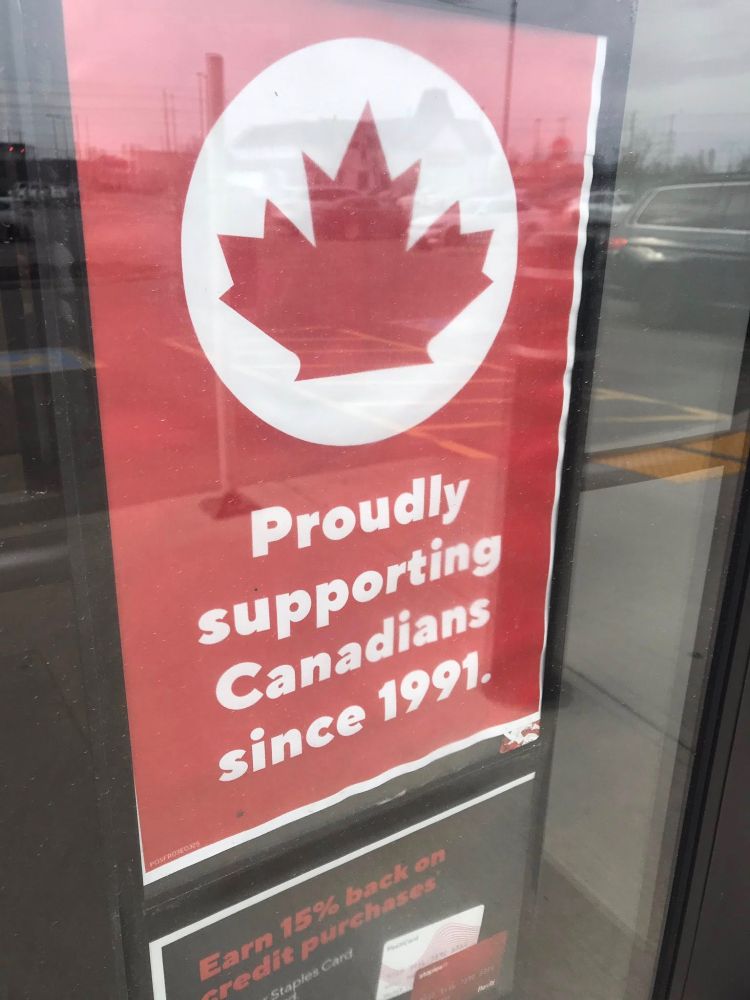 Proudly
supporting
Canadians
since 1991.
Earn 15% back on
credit purchases
Staples Card